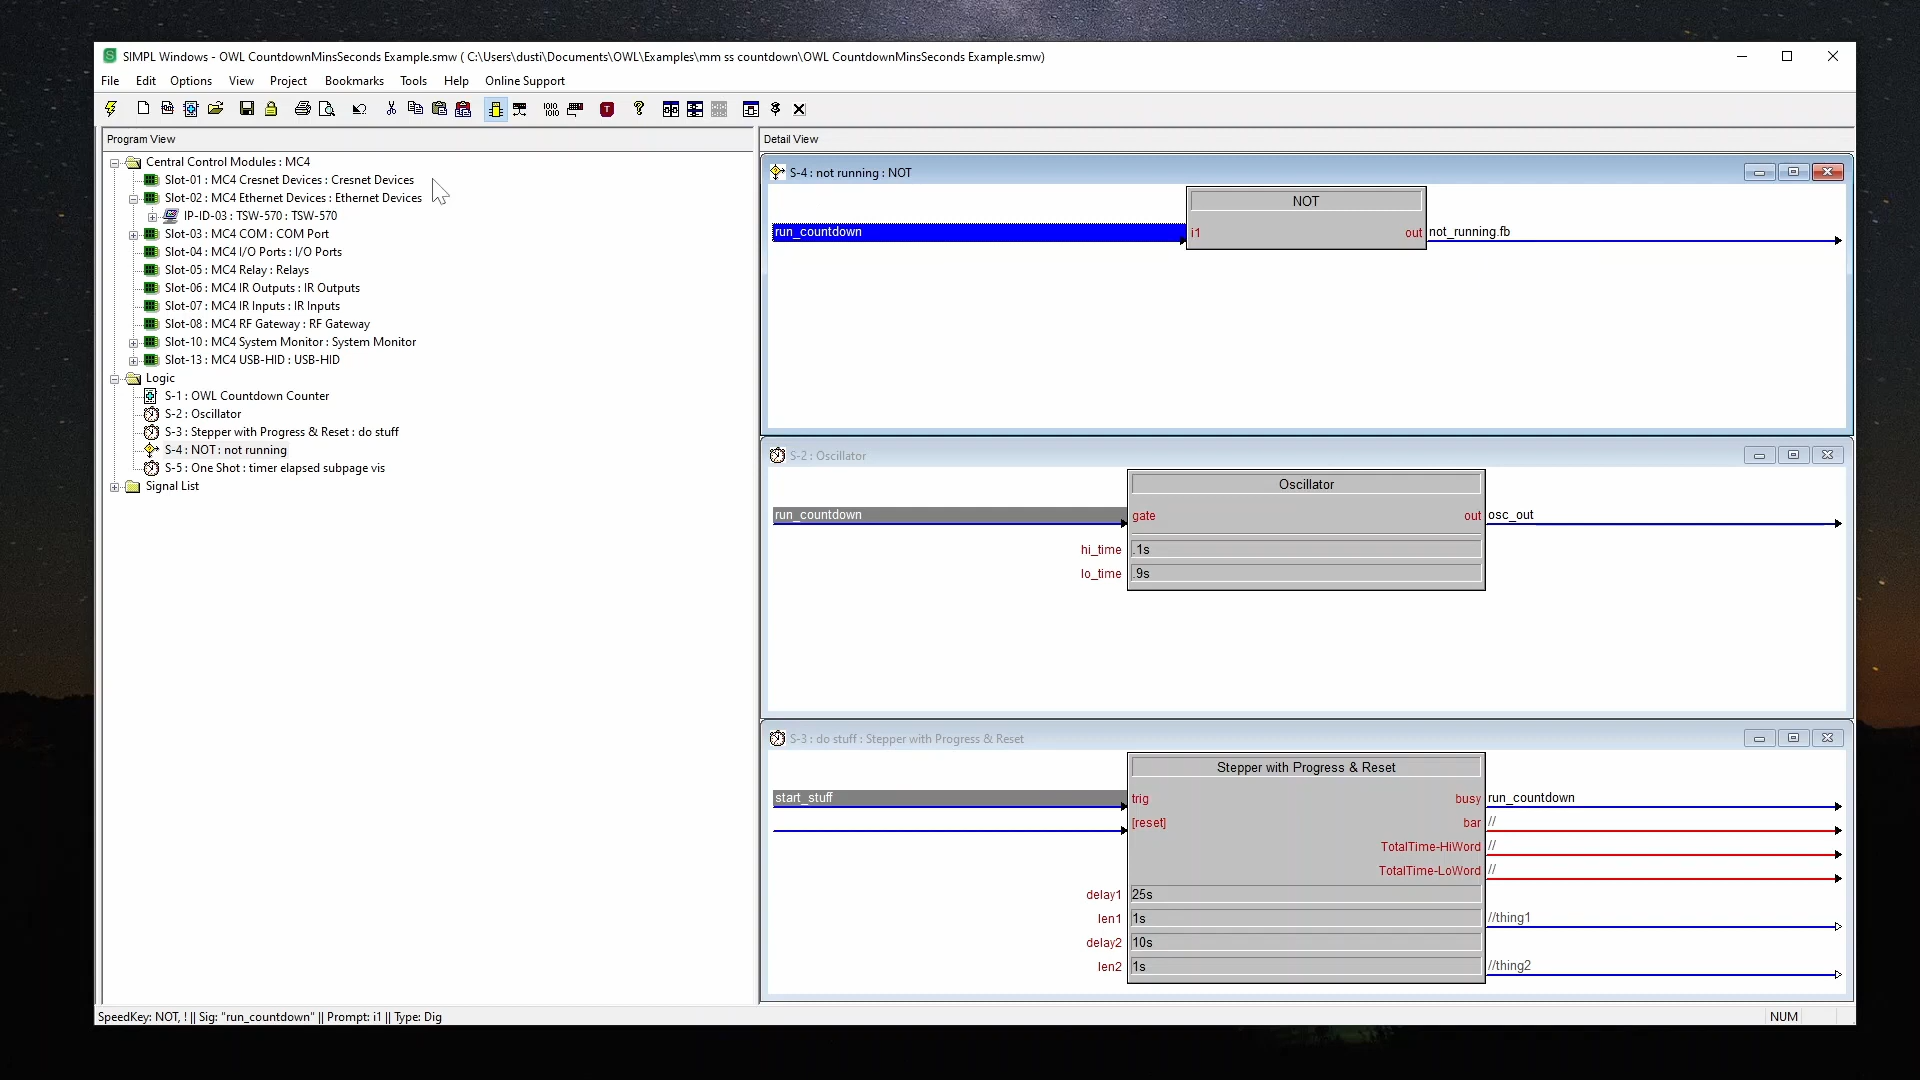 SIMPL Windows - OWL CountdownMinsSeconds Example.smw ( C:\Users\dusti\Documents\OWL\Examples\mm ss countdown\OWL CountdownMinsSeconds Example.smw)
File Edit Options View Project Bookmarks Tools Help Online Support
Program View
Central Control Modules : MC4
Slot-01 : MC4 Cresnet Devices : Cresnet Devices
Slot-02 : MC4 Ethernet Devices : Ethernet Devices
IP-ID-03 : TSW-570 : TSW-570
Slot-03 : MC4 COM : COM Port
Slot-04 : MC4 I/O Ports : I/O Ports
Slot-05 : MC4 Relay : Relays
Slot-06 : MC4 IR Outputs : IR Outputs
Slot-07 : MC4 IR Inputs : IR Inputs
Slot-08 : MC4 RF Gateway : RF Gateway
Slot-10 : MC4 System Monitor : System Monitor
Slot-13 : MC4 USB-HID : USB-HID
Logic
S-1 : OWL Countdown Counter
S-2 : Oscillator
S-3 : Stepper with Progress & Reset : do stuff
S-4 : NOT : not running
S-5 : One Shot : timer elapsed subpage vis
Signal List
Detail View
S-4 : not running : NOT
NOT
run_countdown i1 out not_running.fb
S-2 : Oscillator
Oscillator
run_countdown gate out osc_out
hi_time .1s
lo_time .9s
S-3 : do stuff : Stepper with Progress & Reset
Stepper with Progress & Reset
start_stuff trig busy run_countdown
[reset] bar //
TotalTime-HiWord //
TotalTime-LoWord //
delay1 25s
len1 1s //thing1
delay2 10s
len2 1s //thing2
SpeedKey: NOT, ! || Sig: "run_countdown" || Prompt: i1 || Type: Dig
NUM